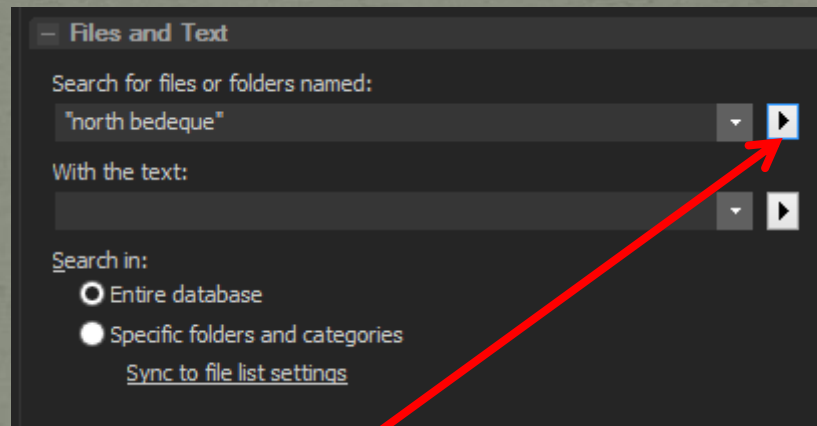 Files and Text
Search for files or folders named:
"north bedeque"
With the text:
Search in:
Entire database
Specific folders and categories
Sync to file list settings